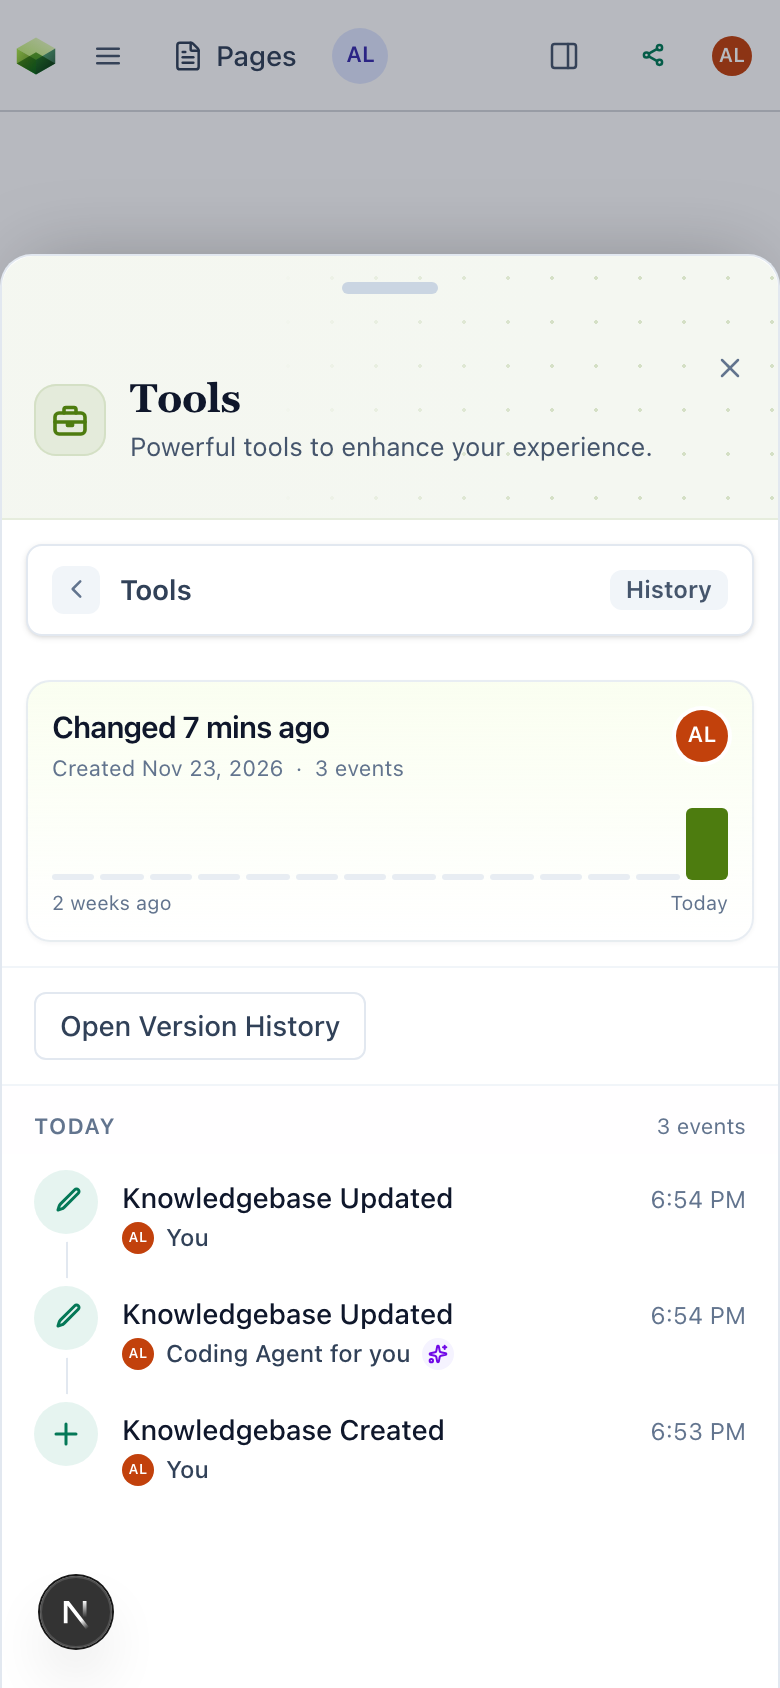 Pages
AL
AL
Tools
Powerful tools to enhance your experience.
Tools
History
Changed 7 mins ago
AL
Created Nov 23, 2026 · 3 events
2 weeks ago
Today
Open Version History
TODAY
3 events
Knowledgebase Updated
6:54 PM
AL
You
Knowledgebase Updated
6:54 PM
AL
Coding Agent for you
Knowledgebase Created
6:53 PM
AL
You
N